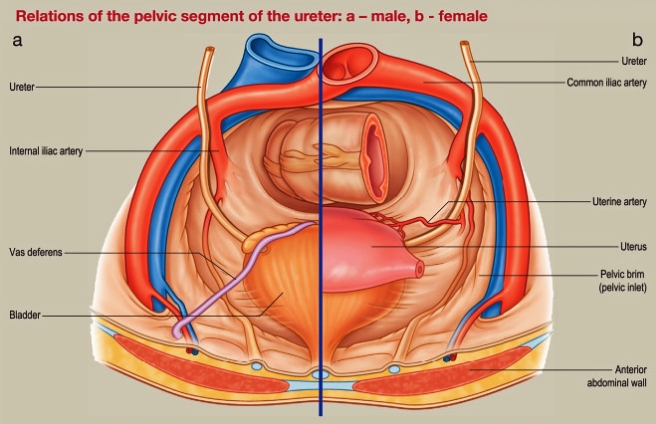 Relations of the pelvic segment of the ureter: a – male, b - female
a
b
Ureter
Internal iliac artery
Vas deferens
Bladder
Ureter
Common iliac artery
Uterine artery
Uterus
Pelvic brim
(pelvic inlet)
Anterior
abdominal wall